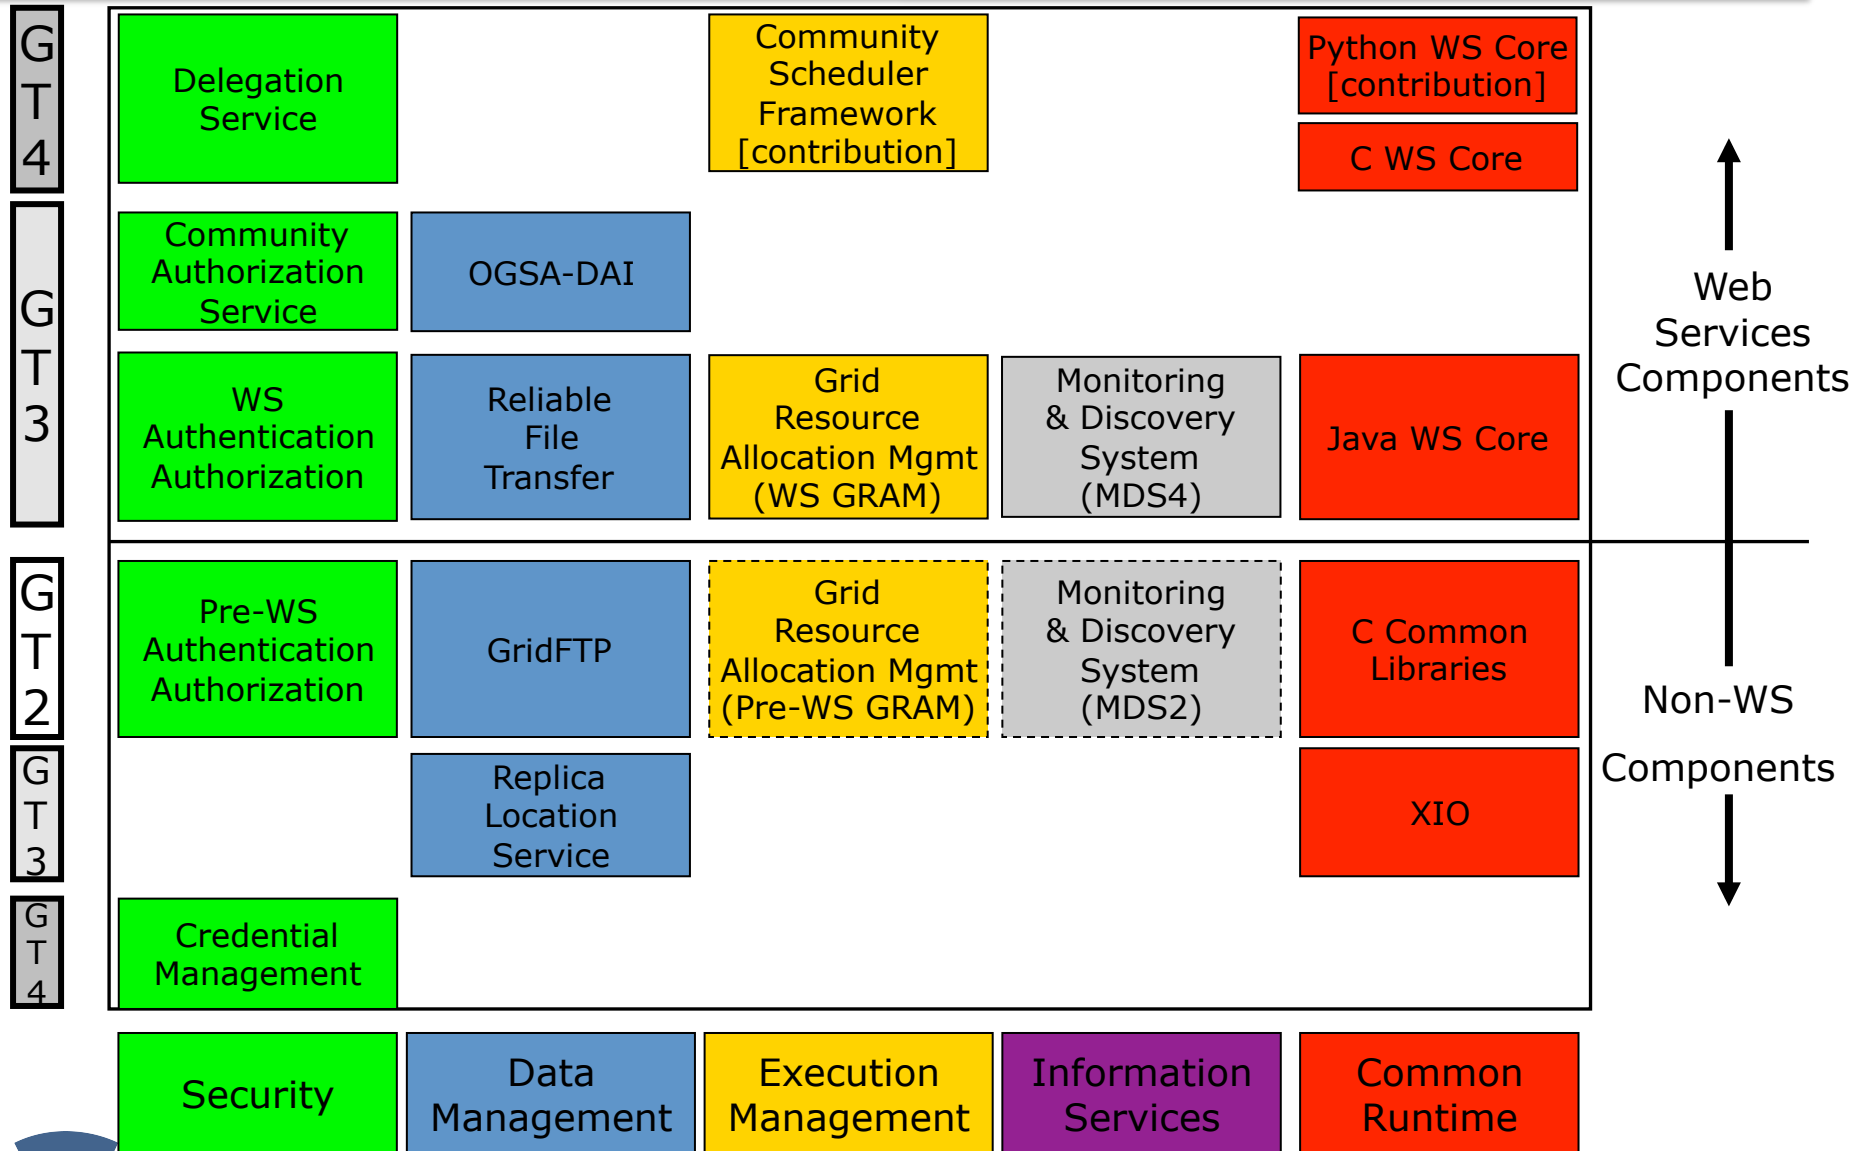 G
T
4
Delegation
Service
Community
Scheduler
Framework
[contribution]
Python WS Core
[contribution]
C WS Core
G
T
3
Community
Authorization
Service
OGSA-DAI
WS
Authentication
Authorization
Reliable
File
Transfer
Grid
Resource
Allocation Mgmt
(WS GRAM)
Monitoring
& Discovery
System
(MDS4)
Java WS Core
Web
Services
Components
G
T
2
Pre-WS
Authentication
Authorization
GridFTP
Grid
Resource
Allocation Mgmt
(Pre-WS GRAM)
Monitoring
& Discovery
System
(MDS2)
C Common
Libraries
Non-WS
Components
G
T
3
Replica
Location
Service
XIO
G
T
4
Credential
Management
Security
Data
Management
Execution
Management
Information
Services
Common
Runtime